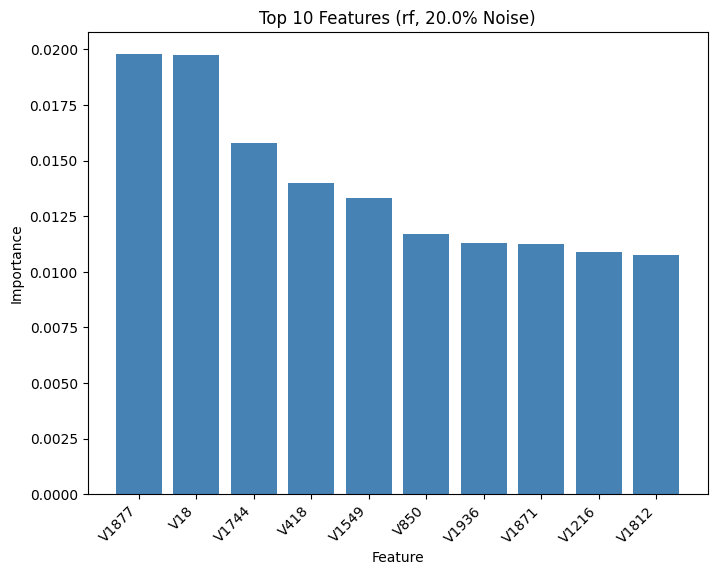 Top 10 Features (rf, 20.0% Noise)
0.0200
0.0175
0.0150
0.0125
0.0100
0.0075
0.0050
0.0025
0.0000
Importance
V1877
V18
V1744
V418
V1549
V850
V1936
V1871
V1216
V1812
Feature